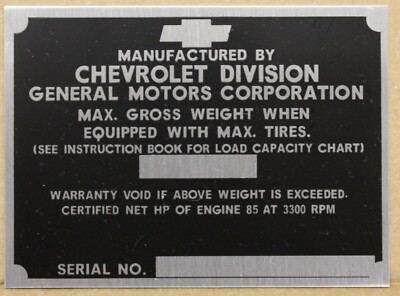 MANUFACTURED BY
CHEVROLET DIVISION
GENERAL MOTORS CORPORATION
MAX. GROSS WEIGHT WHEN
EQUIPPED WITH MAX. TIRES.
(SEE INSTRUCTION BOOK FOR LOAD CAPACITY CHART)
WARRANTY VOID IF ABOVE WEIGHT IS EXCEEDED.
CERTIFIED NET HP OF ENGINE 85 AT 3300 RPM
SERIAL NO.